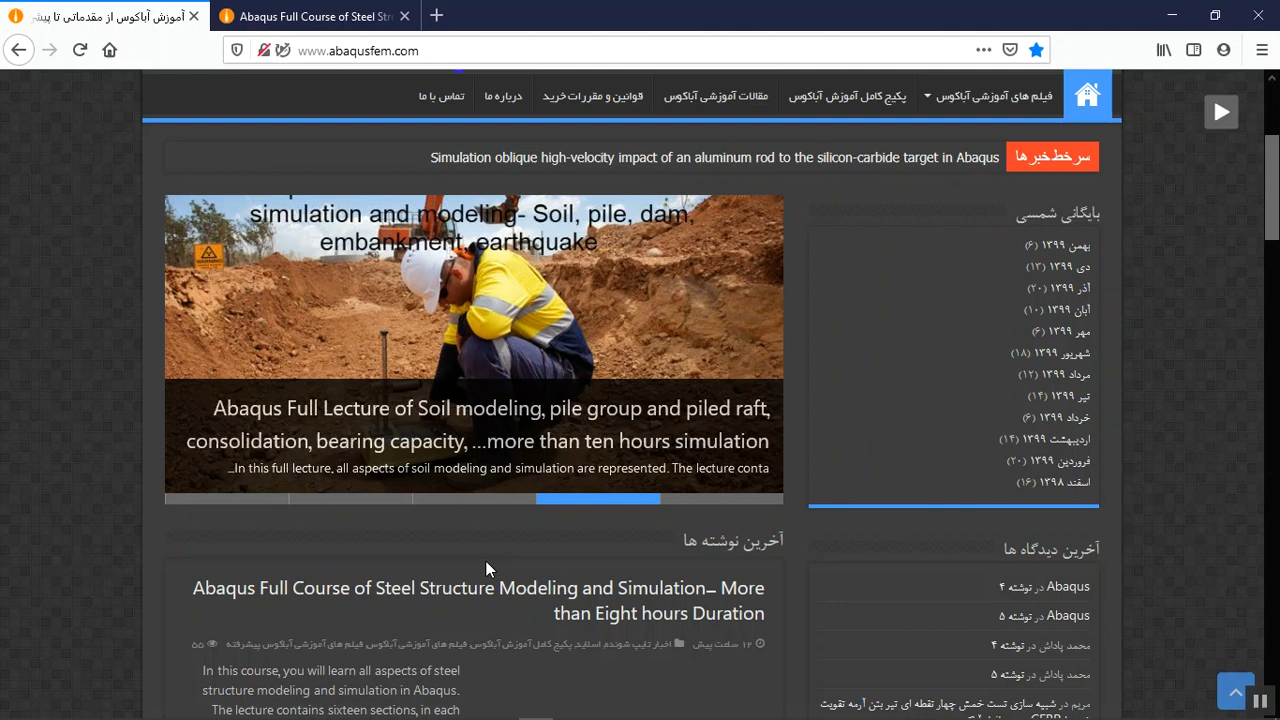 آموزش آباکوس از مقدماتی تا پیشر
Abaqus Full Course of Steel Str
www.abaqusfem.com
فیلم های آموزشی آباکوس
پکیج کامل آموزش آباکوس
مقالات آموزشی آباکوس
قوانین و مقررات خرید
درباره ما
تماس با ما
سرخط خبرها
Simulation oblique high-velocity impact of an aluminum rod to the silicon-carbide target in Abaqus
simulation and modeling- Soil, pile, dam,
embankment, earthquake
Abaqus Full Lecture of Soil modeling, pile group and piled raft,
consolidation, bearing capacity, ...more than ten hours simulation
...In this full lecture, all aspects of soil modeling and simulation are represented. The lecture conta
بایگانی شمسی
بهمن ۱۳۹۹ (۶)
دی ۱۳۹۹ (۱۳)
آذر ۱۳۹۹ (۲۰)
آبان ۱۳۹۹ (۱۰)
مهر ۱۳۹۹ (۶)
شهریور ۱۳۹۹ (۱۸)
مرداد ۱۳۹۹ (۱۲)
تیر ۱۳۹۹ (۱۴)
خرداد ۱۳۹۹ (۶)
اردیبهشت ۱۳۹۹ (۱۴)
فروردین ۱۳۹۹ (۲۰)
اسفند ۱۳۹۸ (۱۶)
آخرین نوشته ها
Abaqus Full Course of Steel Structure Modeling and Simulation– More
than Eight hours Duration
۱۲ ساعت پیش اخبار تایپ شونده, اسلاید, پکیج کامل آموزش آباکوس, فیلم های آموزشی آباکوس, فیلم های آموزشی آباکوس پیشرفته ۵۵
In this course, you will learn all aspects of steel
structure modeling and simulation in Abaqus.
The lecture contains sixteen sections, in each
آخرین دیدگاه ها
Abaqus در نوشته ۴
Abaqus در نوشته ۵
محمد پاداش در نوشته ۴
محمد پاداش در نوشته ۵
مریم در شبیه سازی تست خمش چهار نقطه ای تیر بتن آرمه تقویت